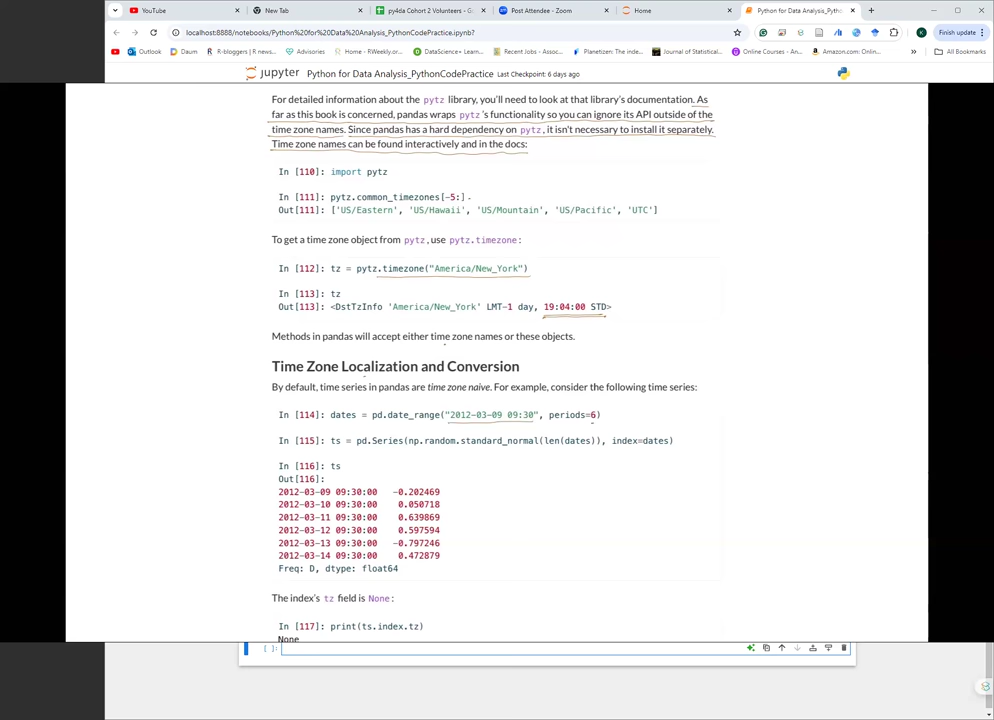 YouTube
New Tab
py4da Cohort 2 Volunteers - G
Post Attendee - Zoom
Home
Python for Data Analysis_Pytho
localhost:8888/notebooks/Python%20for%20Data%20Analysis_PythonCodePractice.ipynb?
K
Finish update
Outlook
Daum
R-bloggers | R news...
Advisories
Home - RWeekly.org...
DataScience+ Learn...
Recent Jobs - Assoc...
Planetizen: The inde...
Journal of Statistical...
Online Courses - An...
Amazon.com: Onlin...
»
All Bookmarks
jupyter
Python for Data Analysis_PythonCodePractice
Last Checkpoint: 6 days ago
For detailed information about the pytz library, you'll need to look at that library's documentation. As
far as this book is concerned, pandas wraps pytz's functionality so you can ignore its API outside of the
time zone names. Since pandas has a hard dependency on pytz, it isn't necessary to install it separately.
Time zone names can be found interactively and in the docs:
In [110]: import pytz
In [111]: pytz.common_timezones[-5:]
Out[111]: ['US/Eastern', 'US/Hawaii', 'US/Mountain', 'US/Pacific', 'UTC']
To get a time zone object from pytz, use pytz.timezone:
In [112]: tz = pytz.timezone("America/New_York")
In [113]: tz
Out[113]: <DstTzInfo 'America/New_York' LMT-1 day, 19:04:00 STD>
Methods in pandas will accept either time zone names or these objects.
Time Zone Localization and Conversion
By default, time series in pandas are time zone naive. For example, consider the following time series:
In [114]: dates = pd.date_range("2012-03-09 09:30", periods=6)
In [115]: ts = pd.Series(np.random.standard_normal(len(dates)), index=dates)
In [116]: ts
Out[116]:
2012-03-09 09:30:00 -0.202469
2012-03-10 09:30:00 0.050718
2012-03-11 09:30:00 0.639869
2012-03-12 09:30:00 0.597594
2012-03-13 09:30:00 -0.797246
2012-03-14 09:30:00 0.472879
Freq: D, dtype: float64
The index's tz field is None:
In [117]: print(ts.index.tz)
None
[ ]: